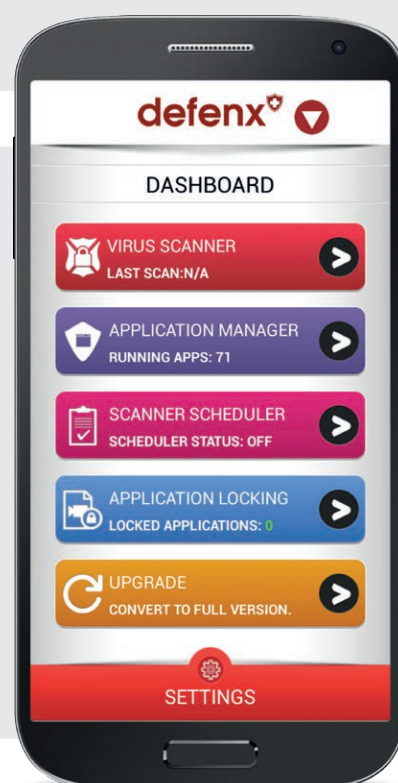 defenx
DASHBOARD
VIRUS SCANNER
LAST SCAN:N/A
APPLICATION MANAGER
RUNNING APPS: 71
SCANNER SCHEDULER
SCHEDULER STATUS: OFF
APPLICATION LOCKING
LOCKED APPLICATIONS: 0
UPGRADE
CONVERT TO FULL VERSION.
SETTINGS